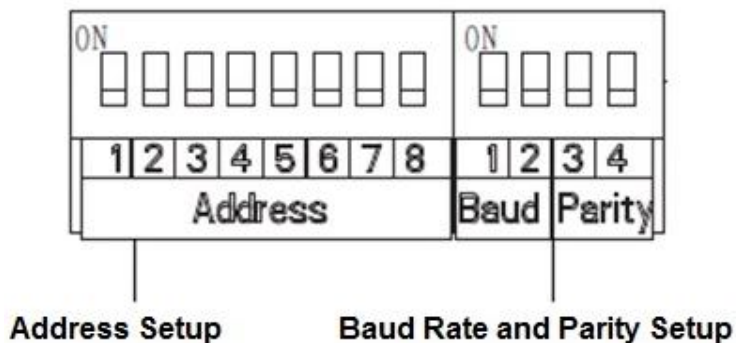 ON ON
1 2 3 4 5 6 7 8 1 2 3 4
Address Baud Parity
Address Setup Baud Rate and Parity Setup